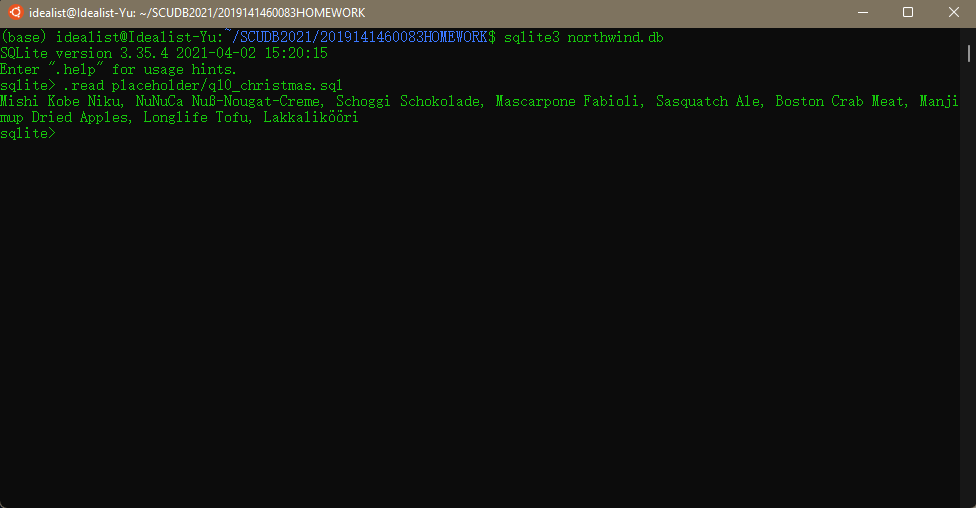 idealist@Idealist-Yu: ~/SCUDB2021/2019141460083HOMEWORK
(base) idealist@Idealist-Yu:~/SCUDB2021/2019141460083HOMEWORK$ sqlite3 northwind.db
SQLite version 3.35.4 2021-04-02 15:20:15
Enter ".help" for usage hints.
sqlite> .read placeholder/q10_christmas.sql
Mishi Kobe Niku, NuNuCa Nuß-Nougat-Creme, Schoggi Schokolade, Mascarpone Fabioli, Sasquatch Ale, Boston Crab Meat, Manji
mup Dried Apples, Longlife Tofu, Lakkalikööri
sqlite>